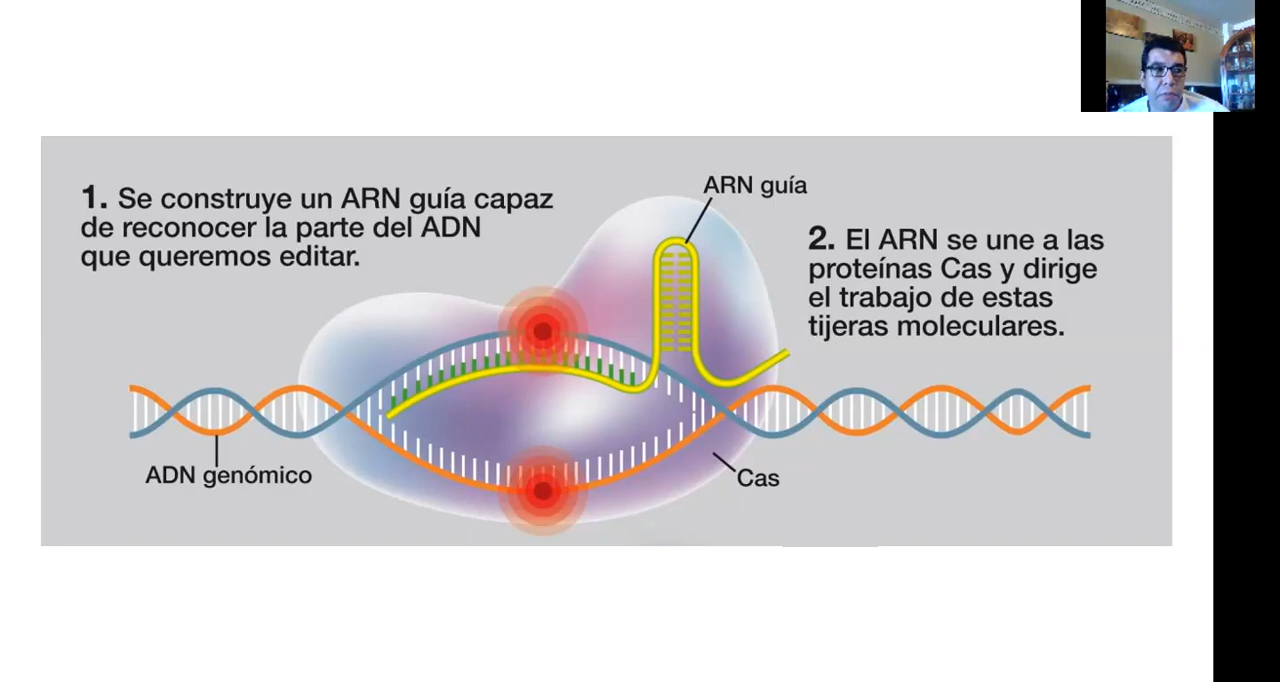 1. Se construye un ARN guía capaz
de reconocer la parte del ADN
que queremos editar.
ARN guía
2. El ARN se une a las
proteínas Cas y dirige
el trabajo de estas
tijeras moleculares.
ADN genómico
Cas